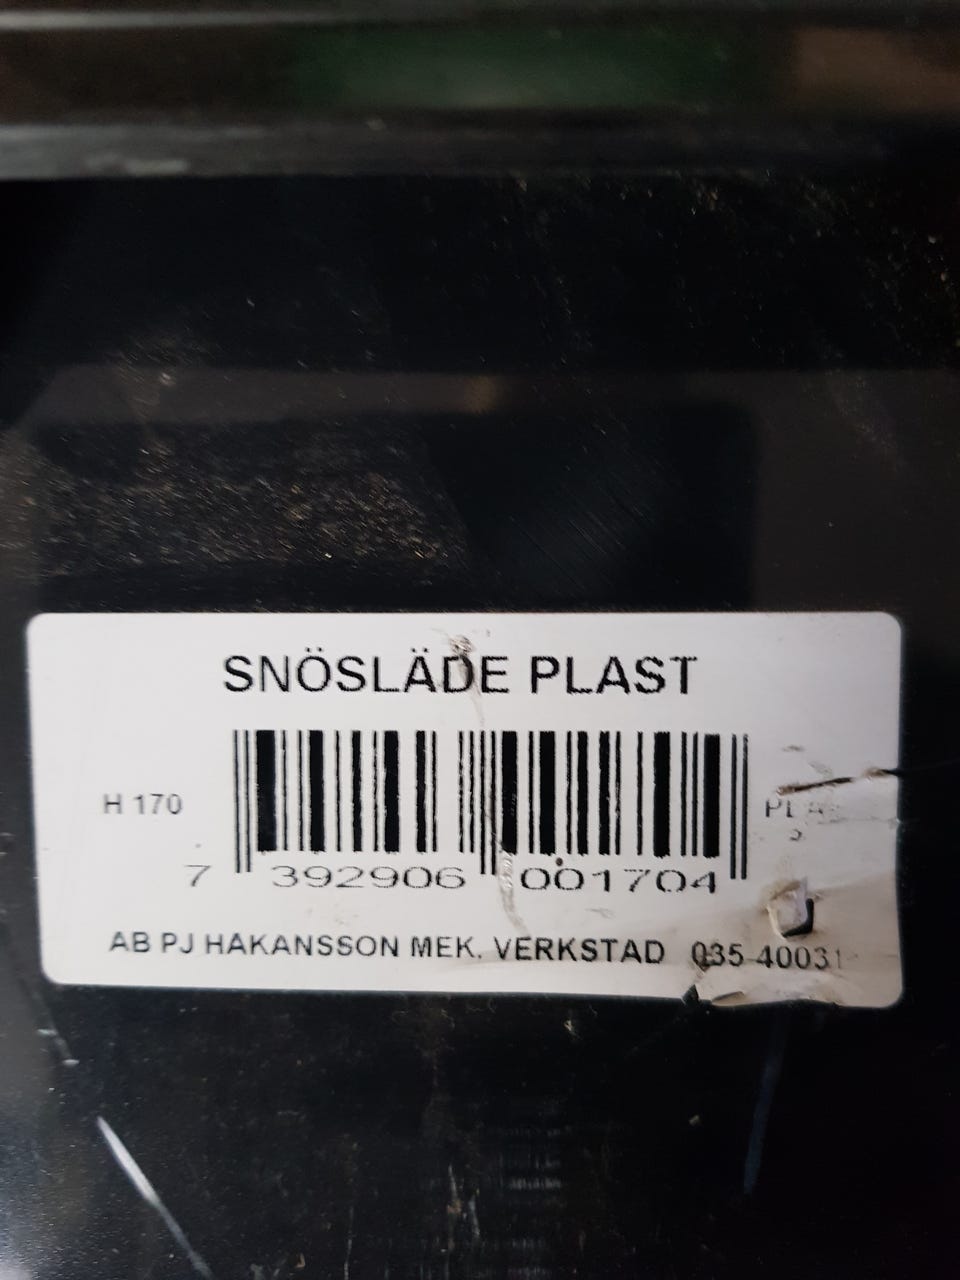 SNÖSLÄDE PLAST
H 170
7 392906 001704
AB PJ HAKANSSON MEK. VERKSTAD 035-40031